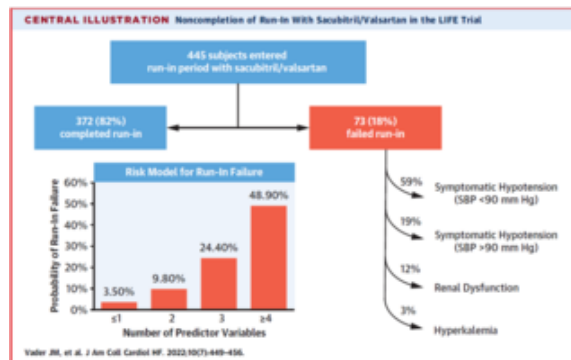 CENTRAL ILLUSTRATION Noncompletion of Run-In With Sacubitril/Valsartan in the LIFE Trial
445 subjects entered
run-in period with sacubitril/valsartan
372 (82%)
completed run-in
73 (18%)
failed run-in
Risk Model for Run-In Failure
Probability of Run-In Failure
60%
50%
40%
30%
20%
10%
0%
3.50%
9.80%
24.40%
48.90%
≤1
2
3
≥4
Number of Predictor Variables
59%
Symptomatic Hypotension
(SBP <90 mm Hg)
19%
Symptomatic Hypotension
(SBP >90 mm Hg)
12%
Renal Dysfunction
3%
Hyperkalemia
Vader JM, et al. J Am Coll Cardiol HF. 2022;10(7):449-456.